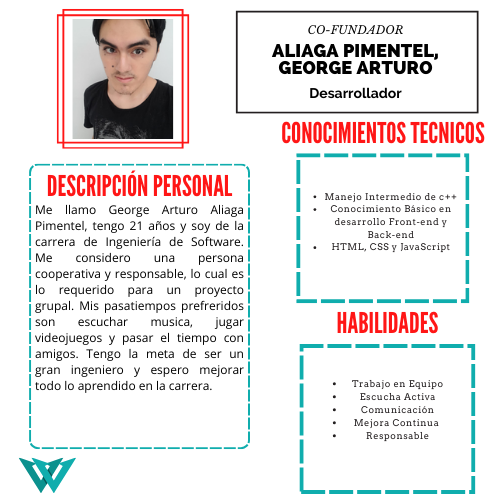 CO-FUNDADOR
ALIAGA PIMENTEL,
GEORGE ARTURO
Desarrollador
CONOCIMIENTOS TECNICOS
• Manejo Intermedio de c++
• Conocimiento Básico en
desarrollo Front-end y
Back-end
• HTML, CSS y JavaScript
DESCRIPCIÓN PERSONAL
Me llamo George Arturo Aliaga
Pimentel, tengo 21 años y soy de la
carrera de Ingeniería de Software.
Me considero una persona
cooperativa y responsable, lo cual es
lo requerido para un proyecto
grupal. Mis pasatiempos prefreridos
son escuchar musica, jugar
videojuegos y pasar el tiempo con
amigos. Tengo la meta de ser un
gran ingeniero y espero mejorar
todo lo aprendido en la carrera.
HABILIDADES
• Trabajo en Equipo
• Escucha Activa
• Comunicación
• Mejora Continua
• Responsable